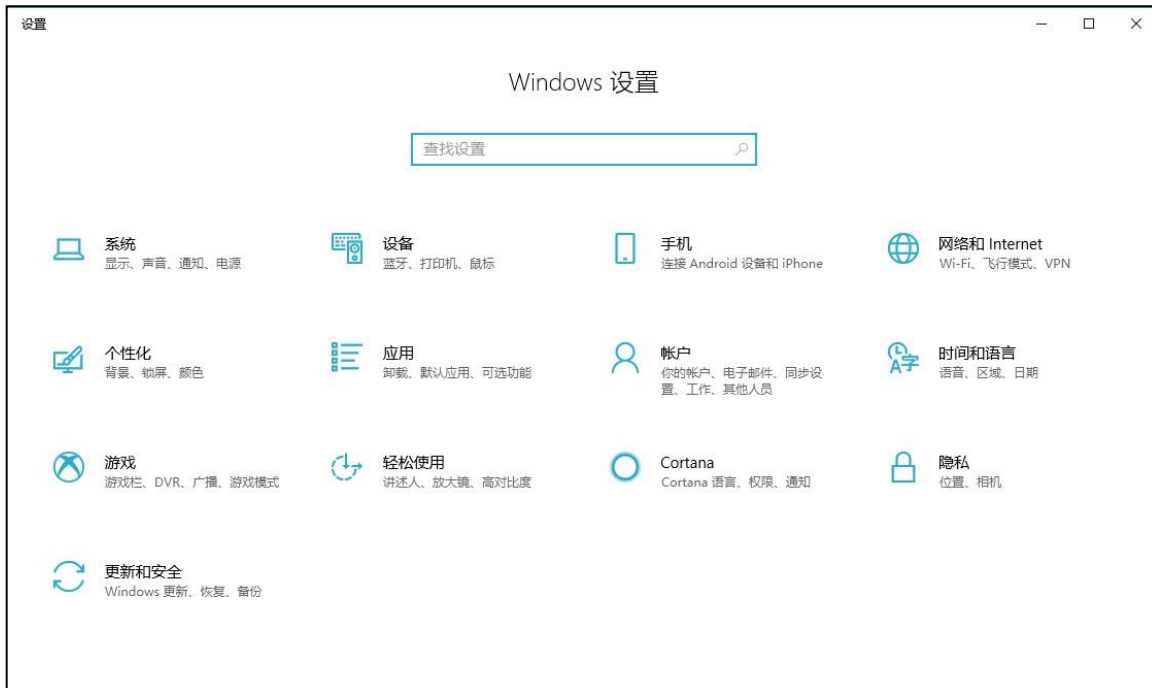 设置
Windows 设置
查找设置
系统
显示、声音、通知、电源
设备
蓝牙、打印机、鼠标
手机
连接 Android 设备和 iPhone
网络和 Internet
Wi-Fi、飞行模式、VPN
个性化
背景、锁屏、颜色
应用
卸载、默认应用、可选功能
帐户
你的帐户、电子邮件、同步设
置、工作、其他人员
时间和语言
语音、区域、日期
游戏
游戏栏、DVR、广播、游戏模式
轻松使用
讲述人、放大镜、高对比度
Cortana
Cortana 语言、权限、通知
隐私
位置、相机
更新和安全
Windows 更新、恢复、备份